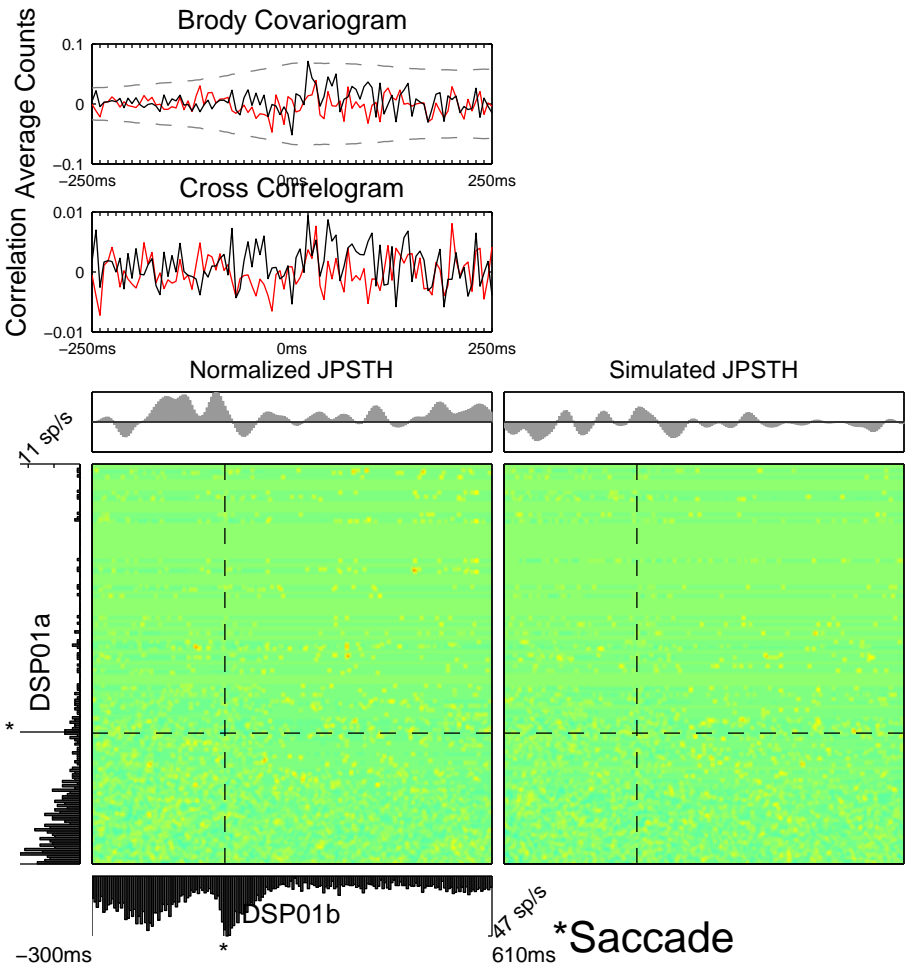 Brody Covariogram
Average Counts
0.1
0
−0.1
−250ms
0ms
250ms
Cross Correlogram
Correlation
0.01
0
−0.01
−250ms
0ms
250ms
Normalized JPSTH
Simulated JPSTH
11 sp/s
DSP01a
*
DSP01b
*
47 sp/s
−300ms
610ms
*Saccade